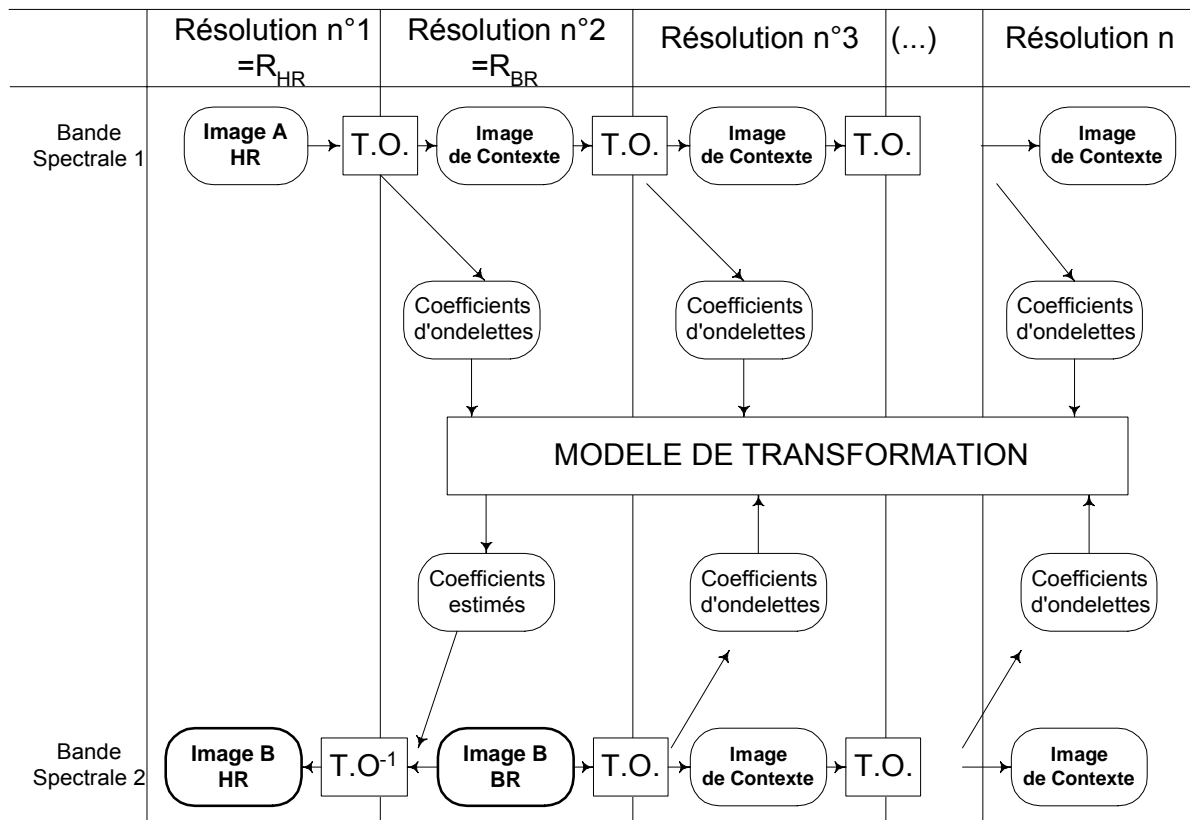 Résolution n°1
=R_HR
Résolution n°2
=R_BR
Résolution n°3
(...)
Résolution n
Bande
Spectrale 1
Image A
HR
T.O.
Image
de Contexte
T.O.
Image
de Contexte
T.O.
Image
de Contexte
Coefficients
d'ondelettes
Coefficients
d'ondelettes
Coefficients
d'ondelettes
MODELE DE TRANSFORMATION
Coefficients
estimés
Coefficients
d'ondelettes
Coefficients
d'ondelettes
Bande
Spectrale 2
Image B
HR
T.O⁻¹
Image B
BR
T.O.
Image
de Contexte
T.O.
Image
de Contexte